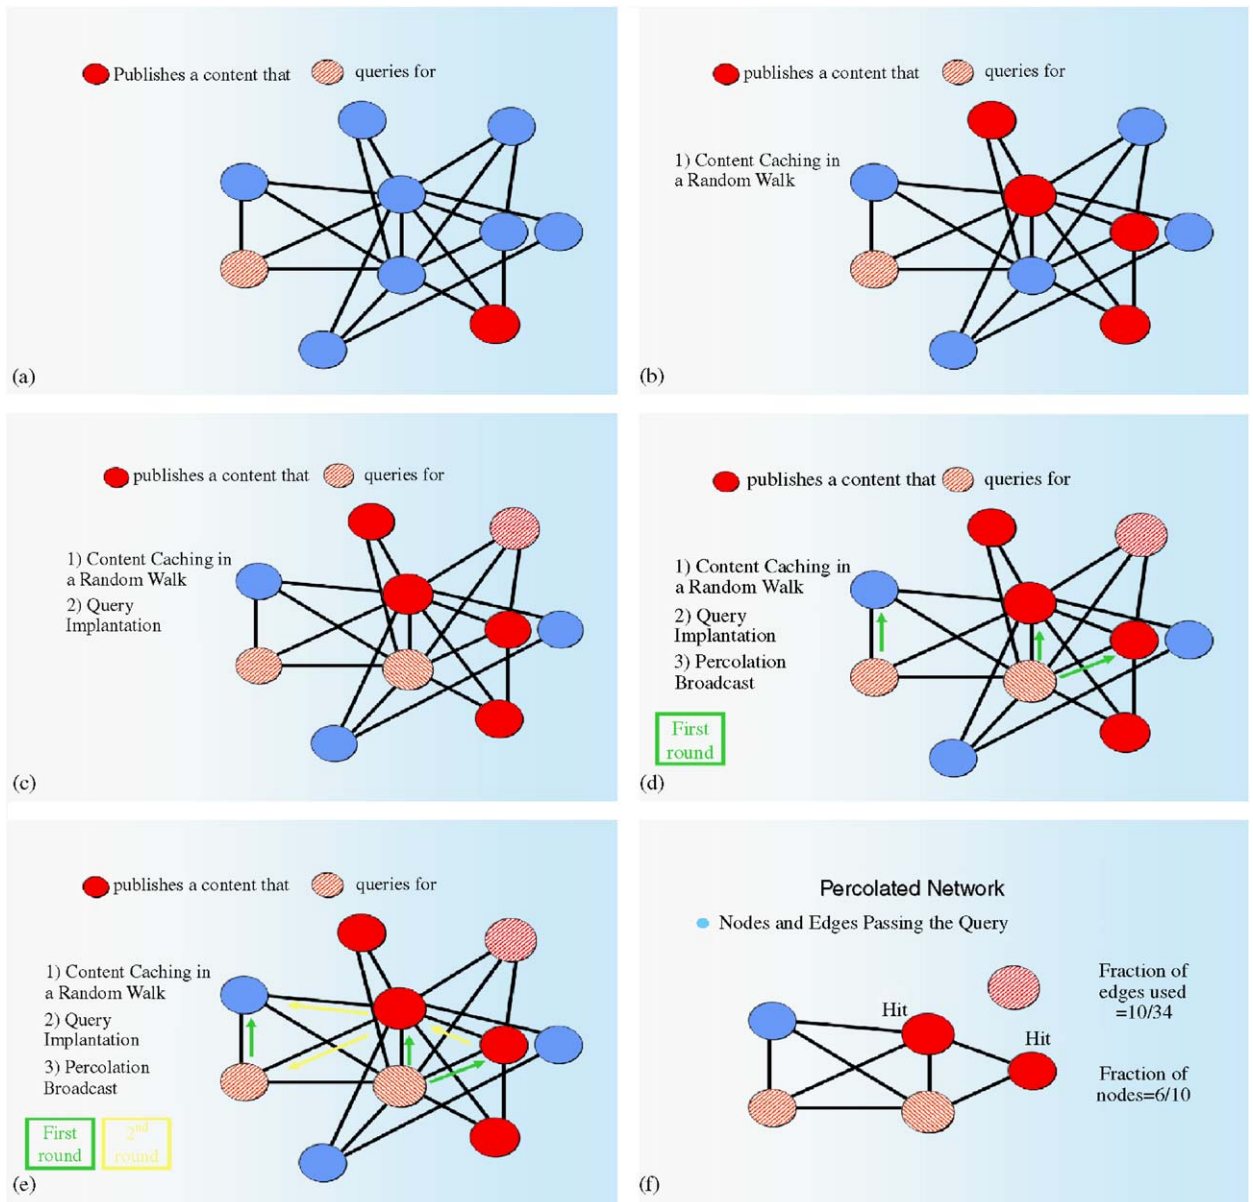 Publishes a content that queries for
(a)
publishes a content that queries for
1) Content Caching in
a Random Walk
(b)
publishes a content that queries for
1) Content Caching in
a Random Walk
2) Query
Implantation
(c)
publishes a content that queries for
1) Content Caching in
a Random Walk
2) Query
Implantation
3) Percolation
Broadcast
First
round
(d)
publishes a content that queries for
1) Content Caching in
a Random Walk
2) Query
Implantation
3) Percolation
Broadcast
First
round
2nd
round
(e)
Percolated Network
Nodes and Edges Passing the Query
Fraction of
edges used
=10/34
Hit
Hit
Fraction of
nodes=6/10
(f)